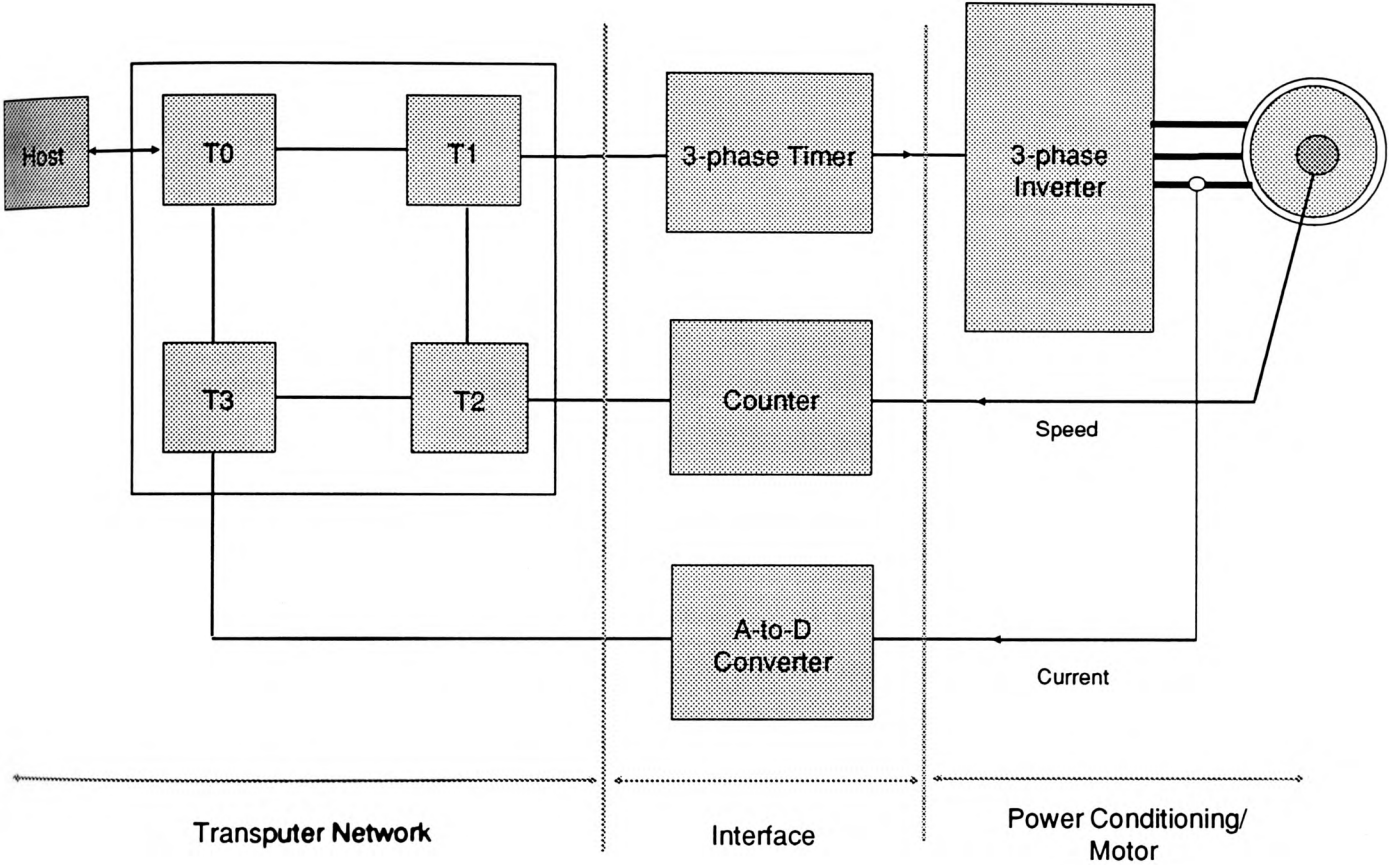 Host
T0
T1
3-phase Timer
3-phase
Inverter
T3
T2
Counter
Speed
A-to-D
Converter
Current
Transputer Network
Interface
Power Conditioning/
Motor